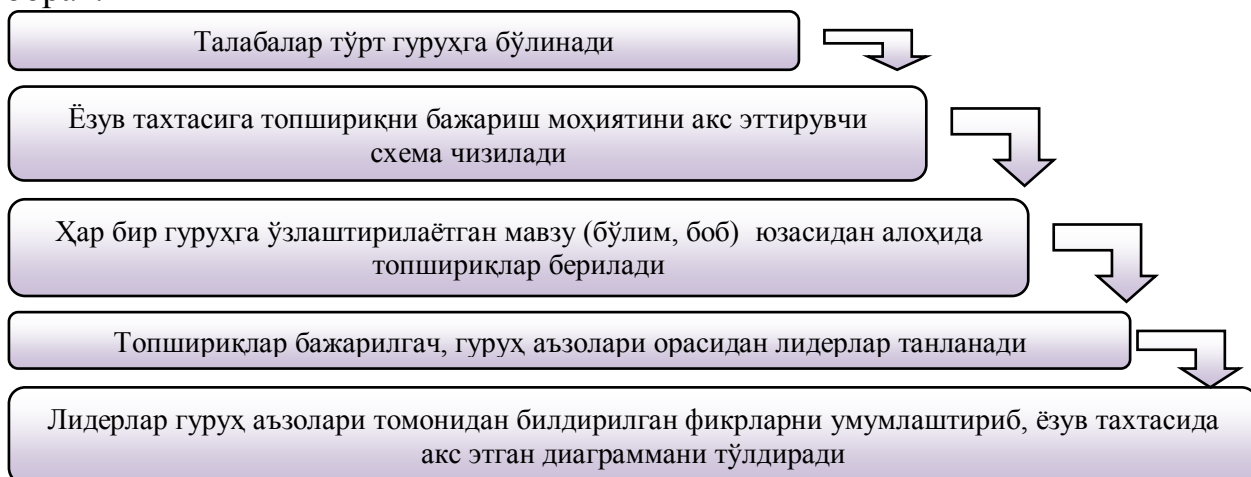 Талабалар тўрт гуруҳга бўлинади
Ёзув тахтасига топшириқни бажариш моҳиятини акс эттирувчи
схема чизилади
Ҳар бир гуруҳга ўзлаштирилаётган мавзу (бўлим, боб) юзасидан алоҳида
топшириқлар берилади
Топшириқлар бажарилгач, гуруҳ аъзолари орасидан лидерлар танланади
Лидерлар гуруҳ аъзолари томонидан билдирилган фикрларни умумлаштириб, ёзув тахтасида
акс этган диаграммани тўлдиради